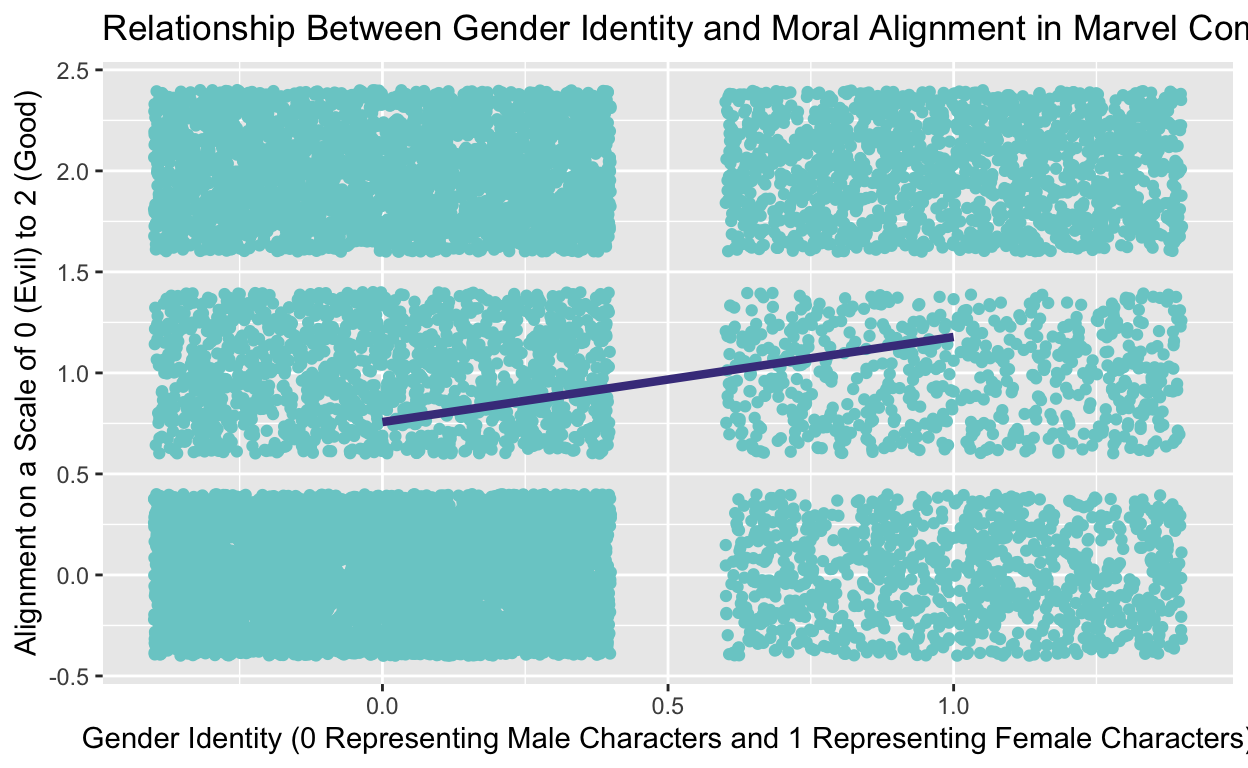 Relationship Between Gender Identity and Moral Alignment in Marvel Com
Alignment on a Scale of 0 (Evil) to 2 (Good)
2.5
2.0
1.5
1.0
0.5
0.0
-0.5
0.0 0.5 1.0
Gender Identity (0 Representing Male Characters and 1 Representing Female Characters)